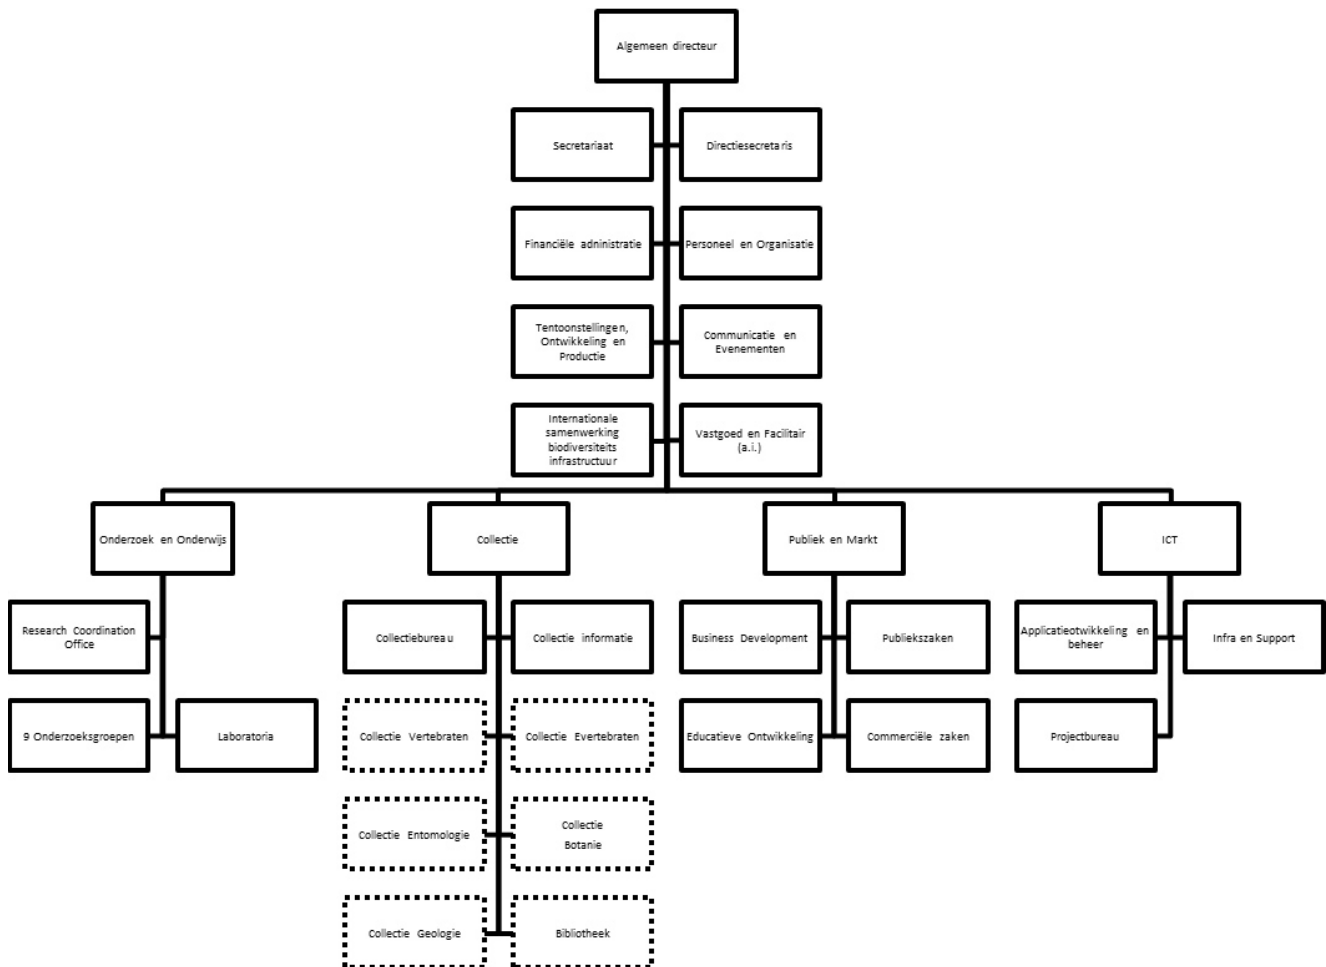 Algemeen directeur
Secretariaat
Directiesecretaris
Financiële adinistratie
Personeel en Organisatie
Tentoonstellingen,
Ontwikkeling en
Productie
Communicatie en
Evenementen
Internationale
samenwerking
biodiversiteits
infrastructuur
Vastgoed en Facilitair
(a.i.)
Onderzoek en Onderwijs
Collectie
Publiek en Markt
ICT
Research Coordination
Office
Collectiebureau
Collectie informatie
Business Development
Publiekszaken
Applicatieotwikkeling en
beheer
Infra en Support
9 Onderzoeksgroepen
Laboratoria
Collectie Vertebraten
Collectie Evertebraten
Educatieve Ontwikkeling
Commerciële zaken
Projectbureau
Collectie Entomologie
Collectie
Botanie
Collectie Geologie
Bibliotheek